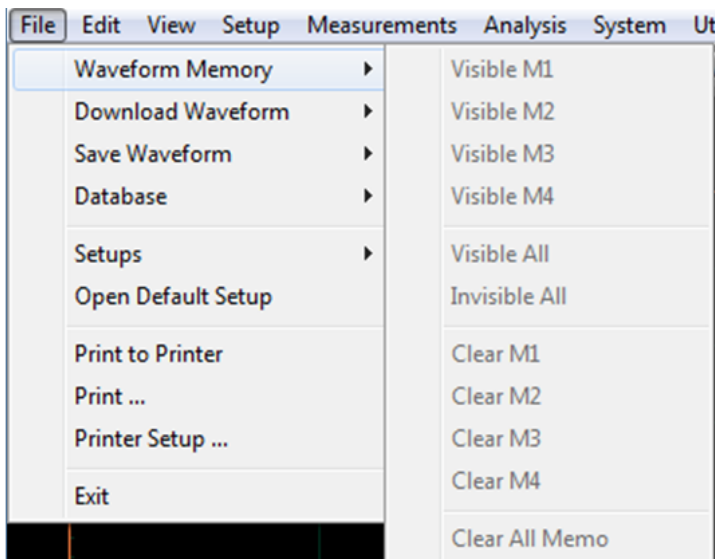 File Edit View Setup Measurements Analysis System Ut
Waveform Memory
Download Waveform
Save Waveform
Database
Setups
Open Default Setup
Print to Printer
Print ...
Printer Setup ...
Exit
Visible M1
Visible M2
Visible M3
Visible M4
Visible All
Invisible All
Clear M1
Clear M2
Clear M3
Clear M4
Clear All Memo